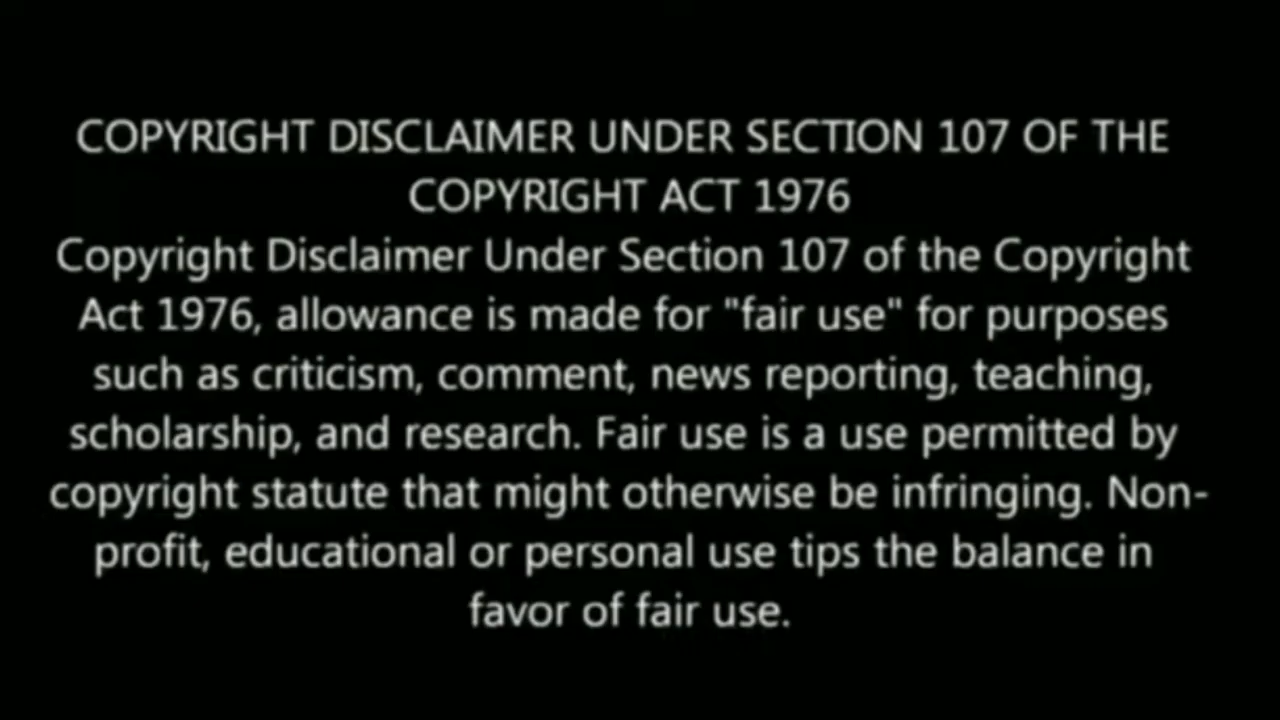 COPYRIGHT DISCLAIMER UNDER SECTION 107 OF THE
COPYRIGHT ACT 1976
Copyright Disclaimer Under Section 107 of the Copyright
Act 1976, allowance is made for "fair use" for purposes
such as criticism, comment, news reporting, teaching,
scholarship, and research. Fair use is a use permitted by
copyright statute that might otherwise be infringing. Non-
profit, educational or personal use tips the balance in
favor of fair use.